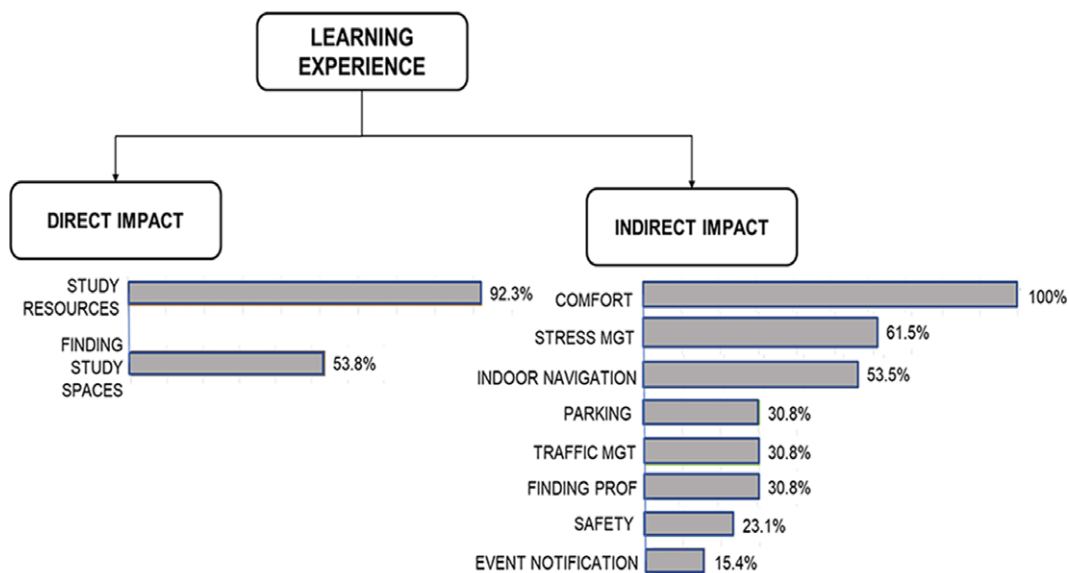 LEARNING
EXPERIENCE
DIRECT IMPACT
INDIRECT IMPACT
STUDY
RESOURCES
92.3%
FINDING
STUDY
SPACES
53.8%
COMFORT
100%
STRESS MGT
61.5%
INDOOR NAVIGATION
53.5%
PARKING
30.8%
TRAFFIC MGT
30.8%
FINDING PROF
30.8%
SAFETY
23.1%
EVENT NOTIFICATION
15.4%